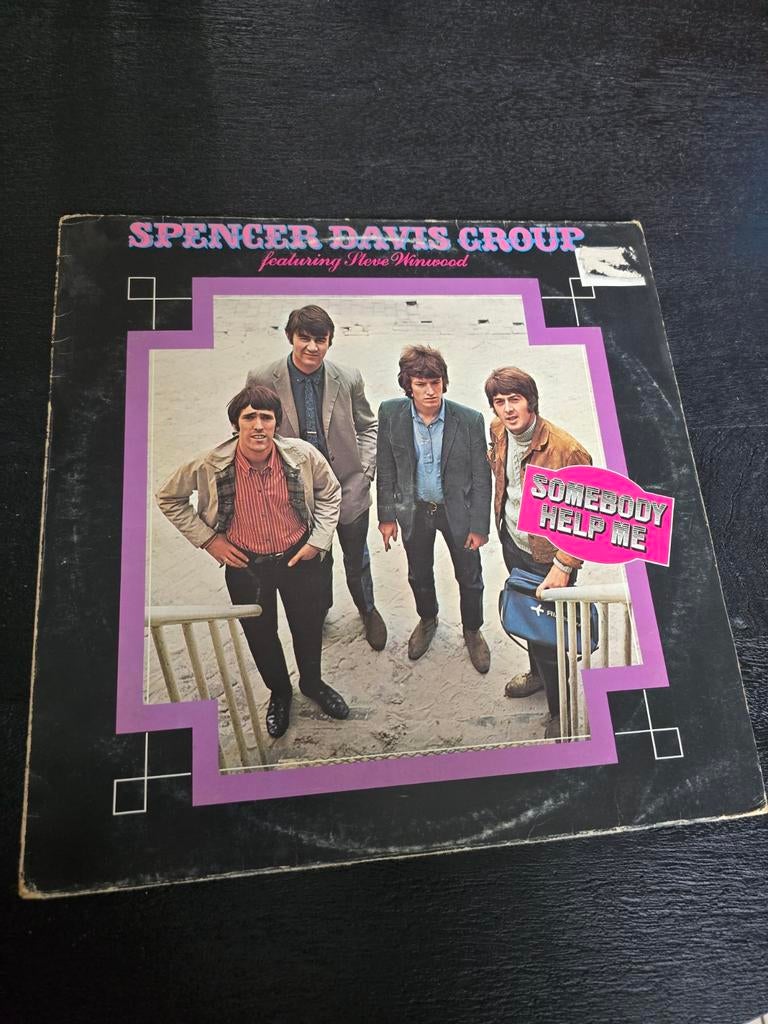 SPENCER DAVIS GROUP
featuring Steve Winwood
SOMEBODY
HELP ME